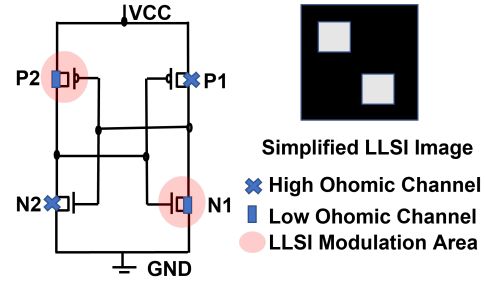 VCC
P2
P1
N2
N1
GND
Simplified LLSI Image
High Ohomic Channel
Low Ohomic Channel
LLSI Modulation Area